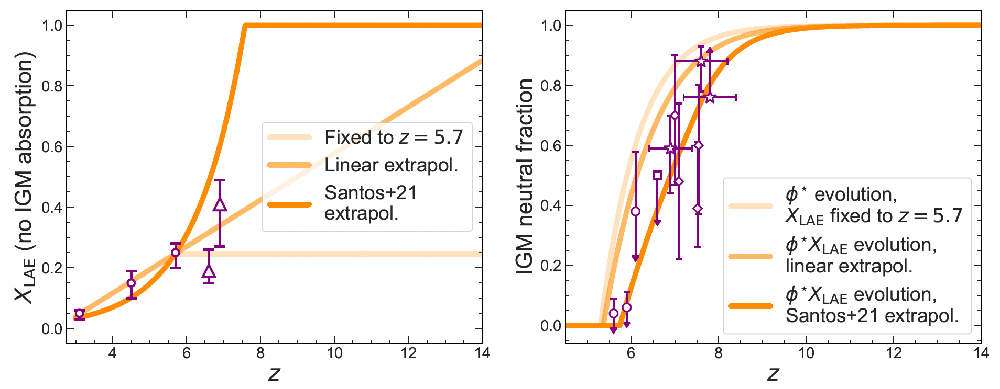 X_LAE (no IGM absorption)
1.0
0.8
0.6
0.4
0.2
0.0
Fixed to z = 5.7
Linear extrapol.
Santos+21
extrapol.
4
6
8
10
12
14
z
IGM neutral fraction
1.0
0.8
0.6
0.4
0.2
0.0
ϕ* evolution,
X_LAE fixed to z = 5.7
ϕ*X_LAE evolution,
linear extrapol.
ϕ*X_LAE evolution,
Santos+21 extrapol.
6
8
10
12
14
z